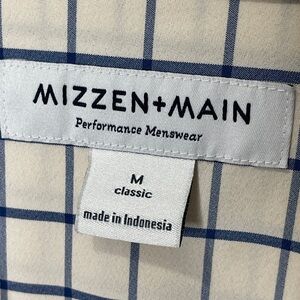 MIZZEN+MAIN
Performance Menswear
M
classic
made in Indonesia